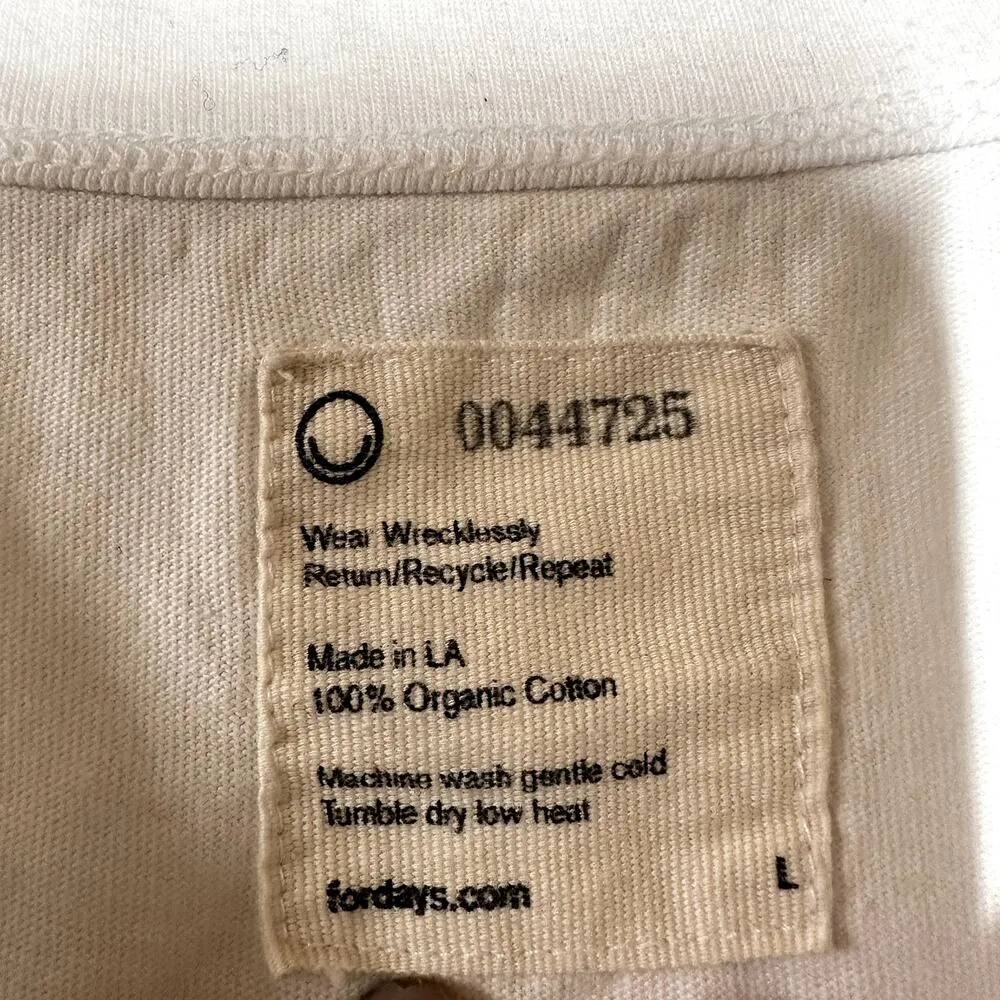 0044725
Wear Wrecklessly
Return/Recycle/Repeat
Made in LA
100% Organic Cotton
Machine wash gentle cold
Tumble dry low heat
fordays.com
L